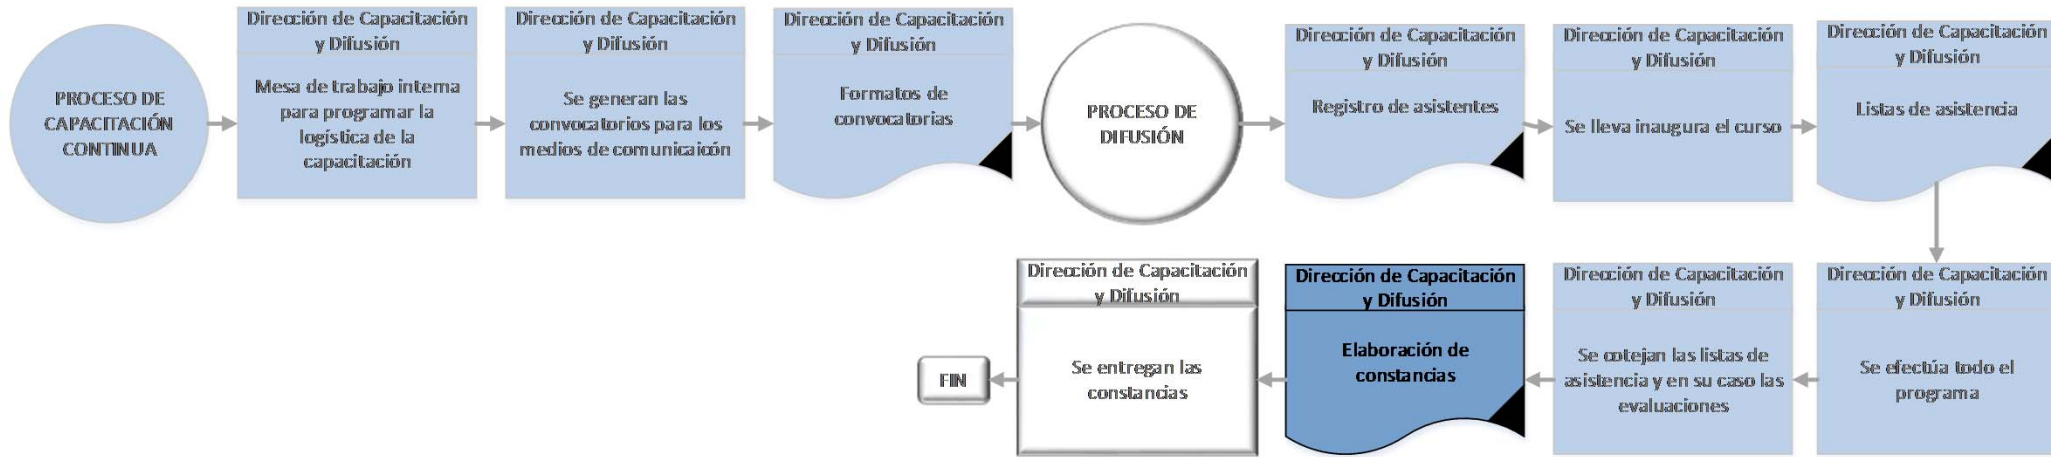 PROCESO DE
CAPACITACIÓN
CONTINUA
Dirección de Capacitación
y Difusión
Mesa de trabajo interna
para programar la
logística de la
capacitación
Dirección de Capacitación
y Difusión
Se generan las
convocatorios para los
medios de comunicaicón
Dirección de Capacitación
y Difusión
Formatos de
convocatorias
PROCESO DE
DIFUSIÓN
Dirección de Capacitación
y Difusión
Registro de asistentes
Dirección de Capacitación
y Difusión
Se lleva inaugura el curso
Dirección de Capacitación
y Difusión
Listas de asistencia
Dirección de Capacitación
y Difusión
Se efectúa todo el
programa
Dirección de Capacitación
y Difusión
Se cotejan las listas de
asistencia y en su caso las
evaluaciones
Dirección de Capacitación
y Difusión
Elaboración de
constancias
Dirección de Capacitación
y Difusión
Se entregan las
constancias
FIN